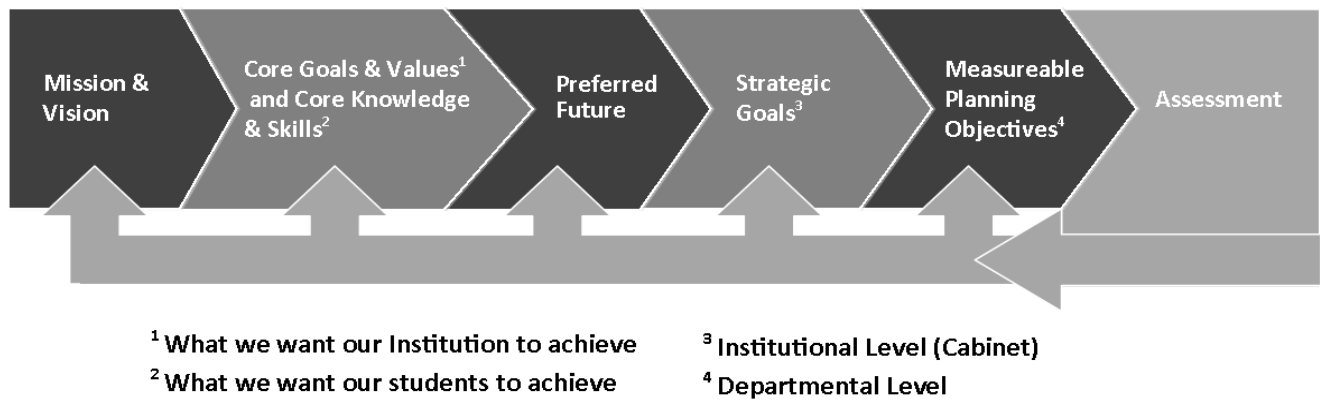 Mission &
Vision
Core Goals & Values¹
and Core Knowledge
& Skills²
Preferred
Future
Strategic
Goals³
Measureable
Planning
Objectives⁴
Assessment
¹ What we want our Institution to achieve
² What we want our students to achieve
³ Institutional Level (Cabinet)
⁴ Departmental Level